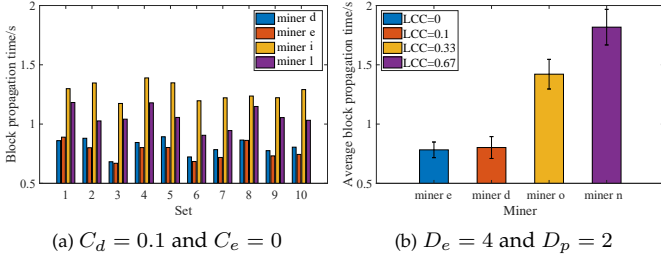 Block propagation time/s
2
1.5
1
0.5
miner d
miner e
miner i
miner l
1 2 3 4 5 6 7 8 9 10
Set
(a) C_d = 0.1 and C_e = 0
Average block propagation time/s
2
1.5
1
0.5
LCC=0
LCC=0.1
LCC=0.33
LCC=0.67
miner e miner d miner o miner n
Miner
(b) D_e = 4 and D_p = 2